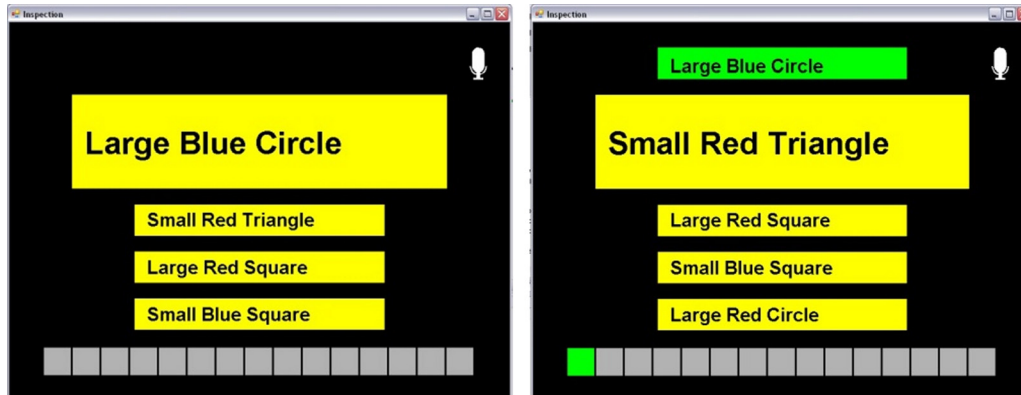 Inspection
Large Blue Circle
Small Red Triangle
Large Red Square
Small Blue Square
Inspection
Large Blue Circle
Small Red Triangle
Large Red Square
Small Blue Square
Large Red Circle